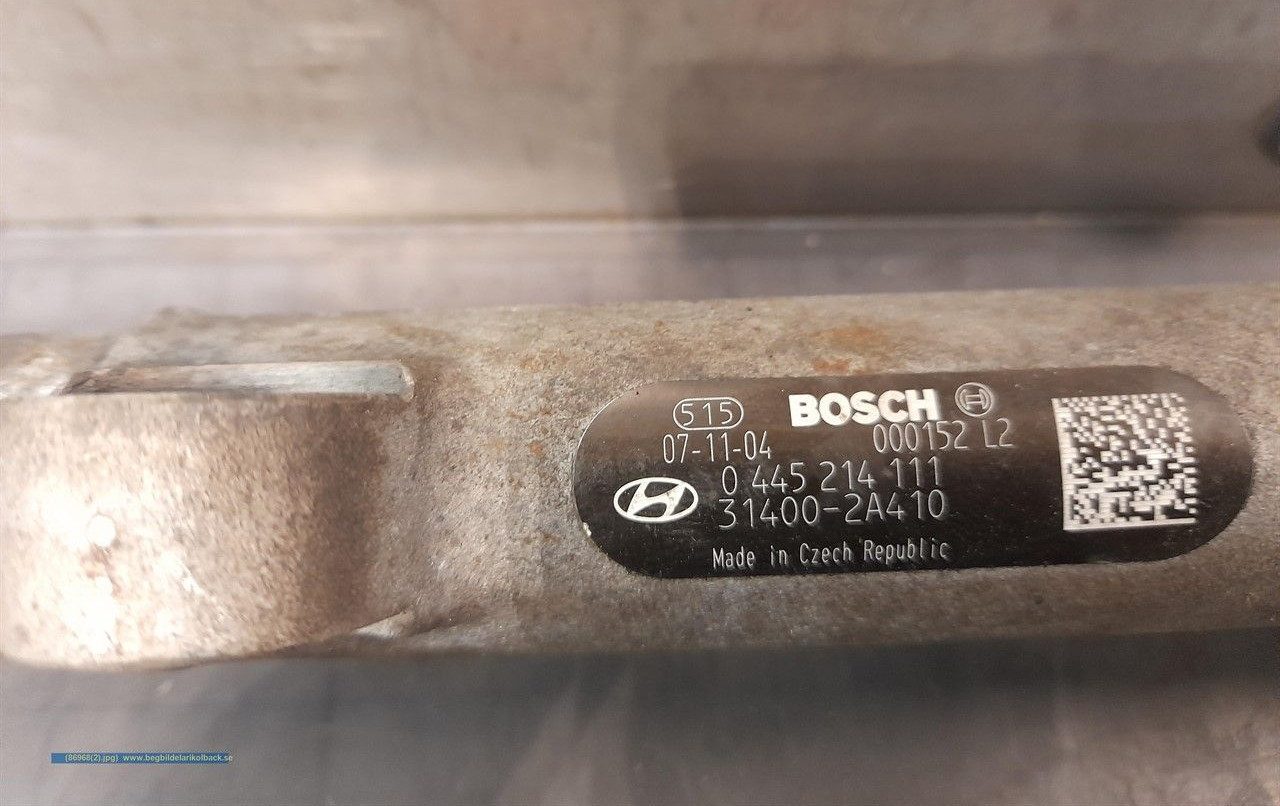 515 BOSCH
07-11-04 000152 L2
0 445 214 111
31400-2A410
Made in Czech Republic
(86968(2).jpg) www.begbildelarikolback.se